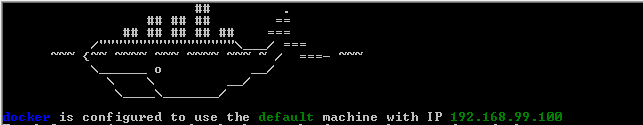 docker is configured to use the default machine with IP 192.168.99.100